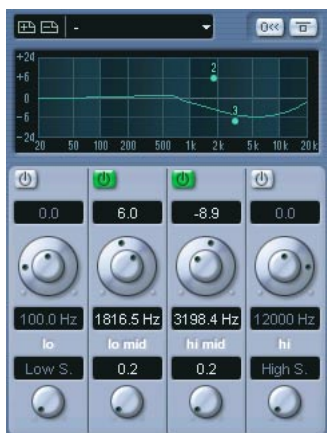 -
0<<
+24
+6
0
-6
-24
2
3
20 50 100 200 500 1k 2k 5k 10k 20k
0.0 6.0 -8.9 0.0
100.0 Hz 1816.5 Hz 3198.4 Hz 12000 Hz
lo lo mid hi mid hi
Low S. 0.2 0.2 High S.